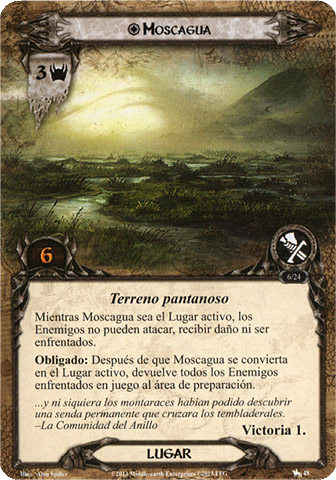 MOSCAGUA
3
6
6/24
Terreno pantanoso
Mientras Moscagua sea el Lugar activo, los
Enemigos no pueden atacar, recibir daño ni ser
enfrentados.
Obligado: Después de que Moscagua se convierta
en el Lugar activo, devuelve todos los Enemigos
enfrentados en juego al área de preparación.
...y ni siquiera los montaraces habían podido descubrir
una senda permanente que cruzara los tembladerales.
–La Comunidad del Anillo
Victoria 1.
LUGAR
48